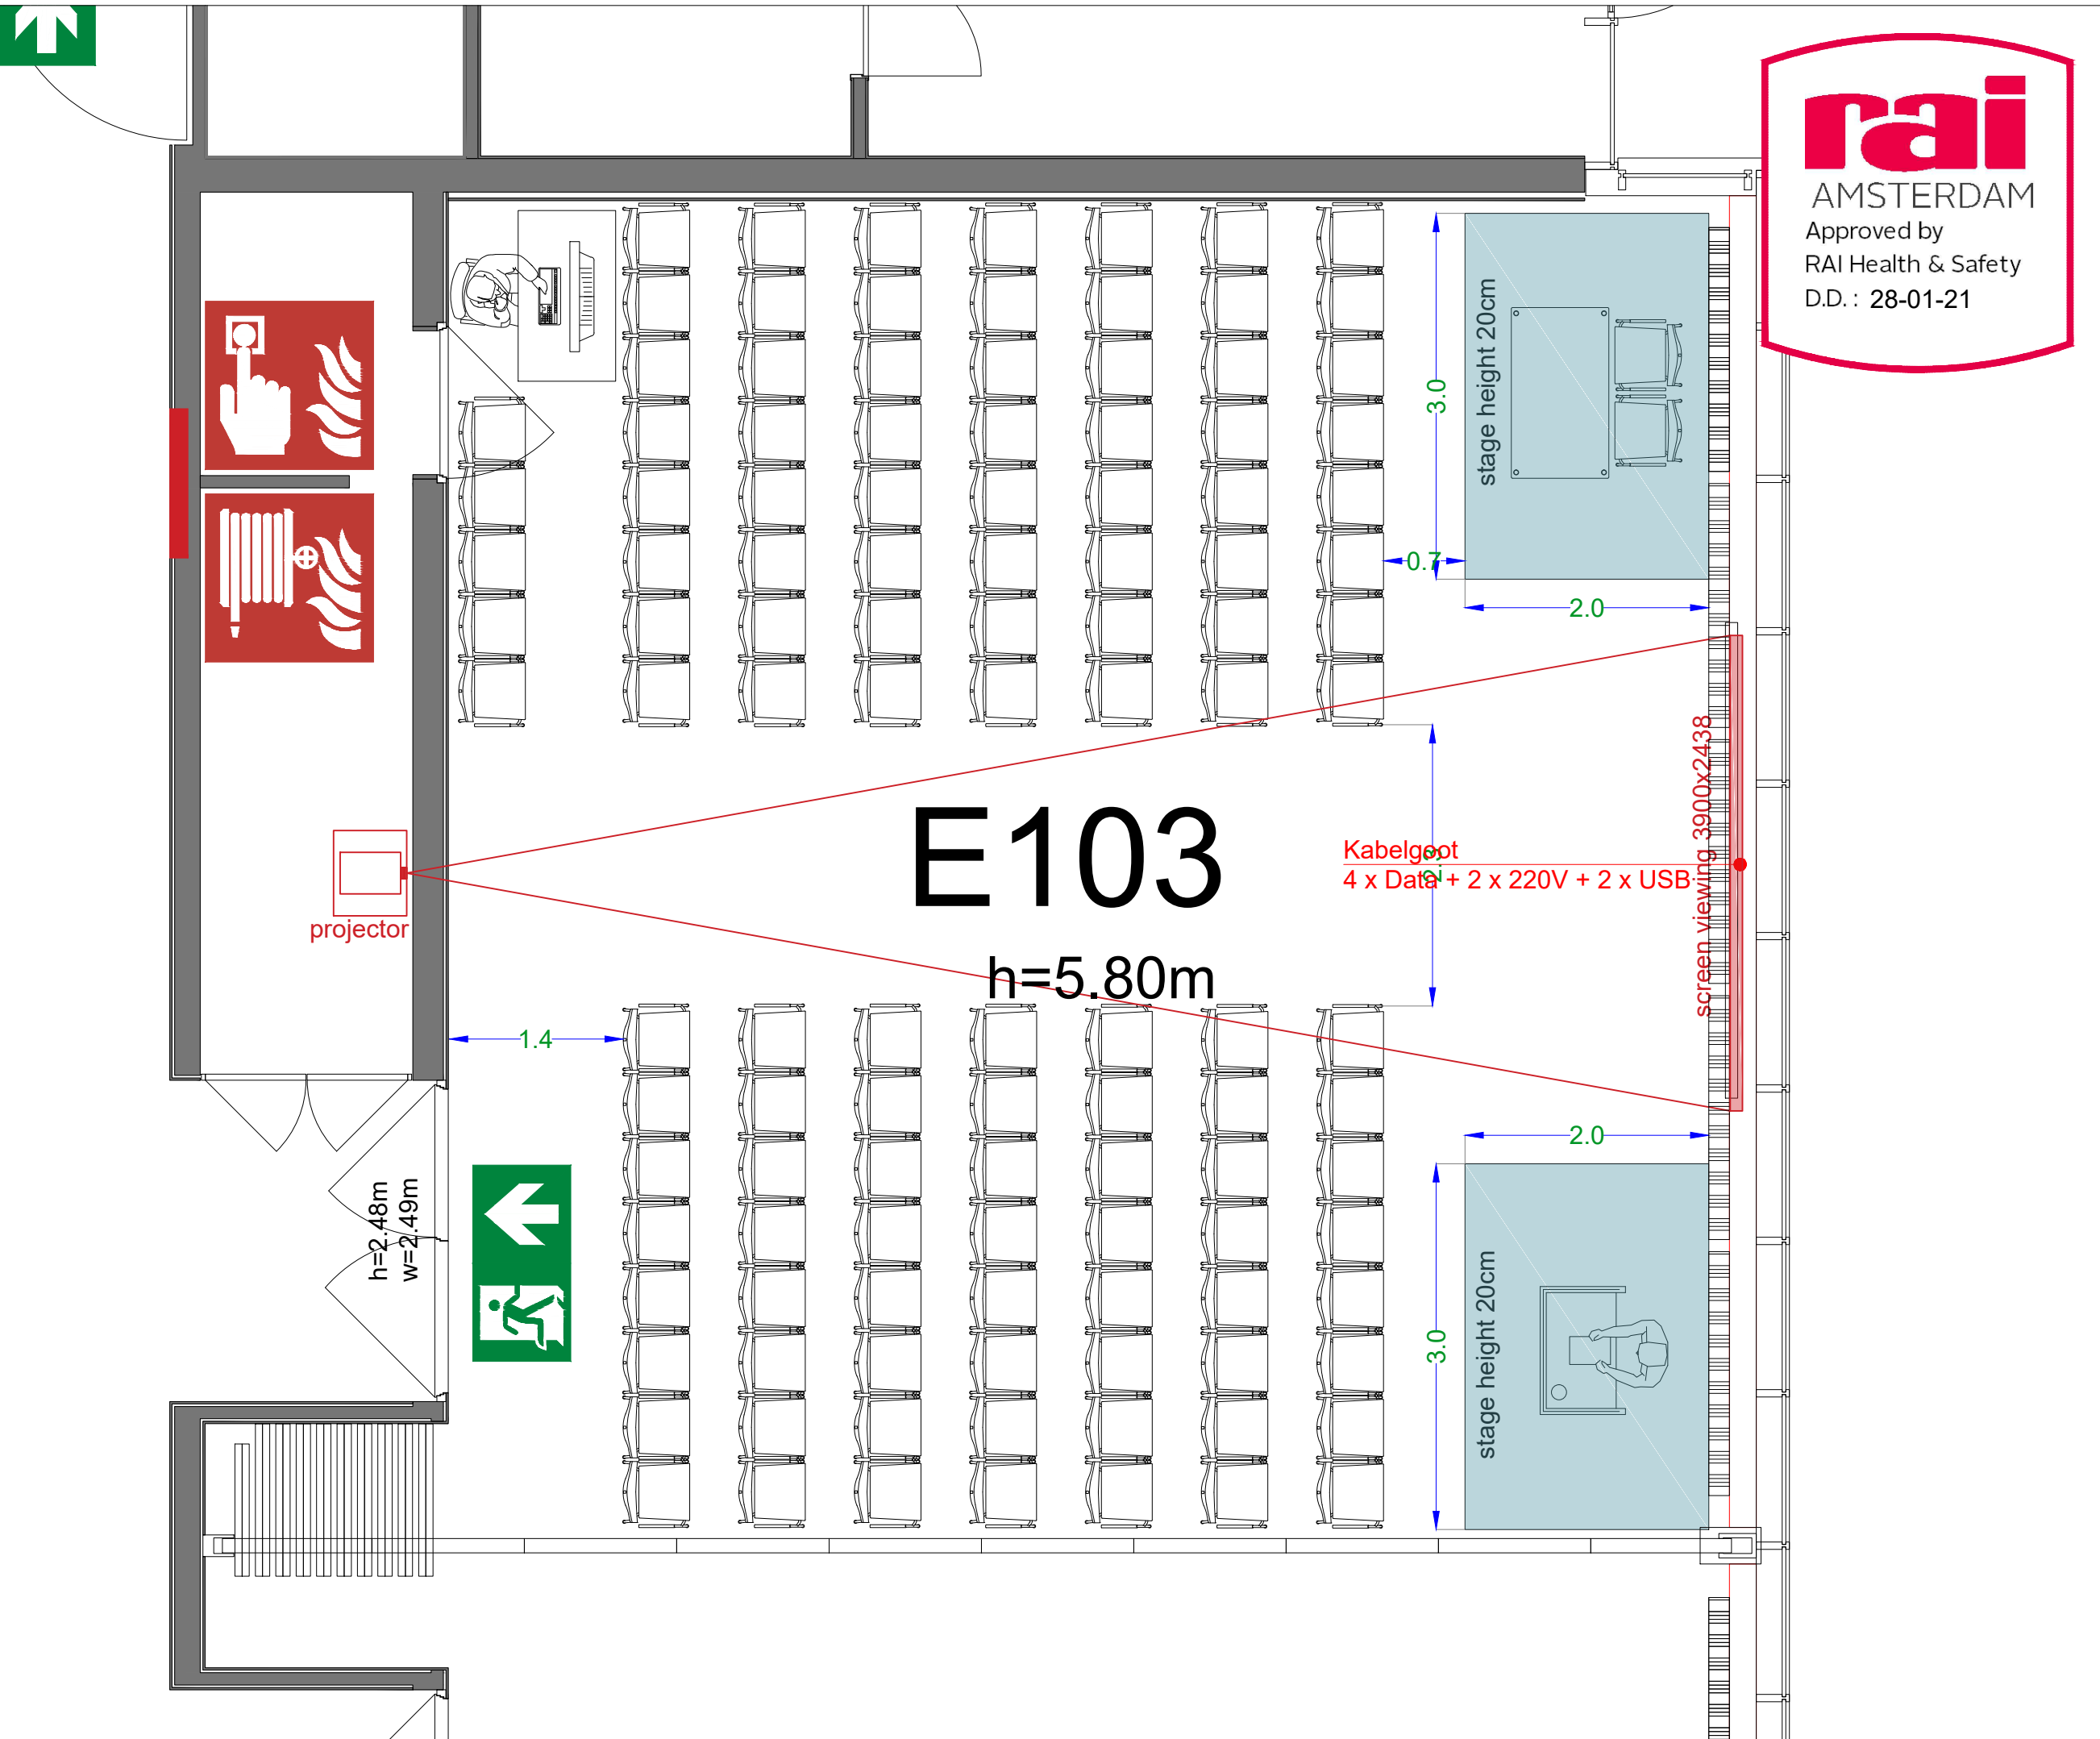 rai
AMSTERDAM
Approved by
RAI Health & Safety
D.D. : 28-01-21
stage height 20cm
3.0
0.7
2.0
screen viewing 3900x2438
E103
h=5.80m
Kabelgoot
2.3
4 x Data + 2 x 220V + 2 x USB
projector
1.4
2.0
h=2.48m
w=2.49m
3.0
stage height 20cm